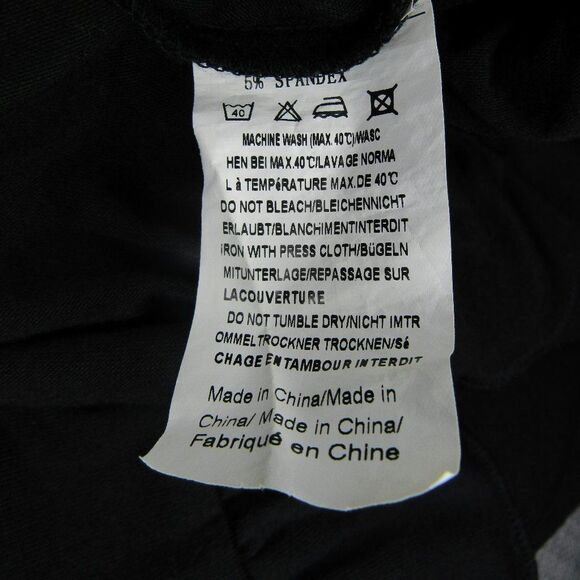 5% SPANDEX
40
MACHINE WASH (MAX. 40℃)/WASC
HEN BEI MAX.40℃/LAVAGE NORMA
L à TEMPéRATURE MAX.DE 40℃
DO NOT BLEACH/BLEICHENNICHT
ERLAUBT/BLANCHIMENTINTERDIT
IRON WITH PRESS CLOTH/BüGELN
MITUNTERLAGE/REPASSAGE SUR
LACOUVERTURE
DO NOT TUMBLE DRY/NICHT IMTR
OMMELTROCKNER TROCKNEN/Sé
CHAGE EN TAMBOUR INTERDIT
Made in China/Made in
China/ Made in China/
Fabriqué en Chine